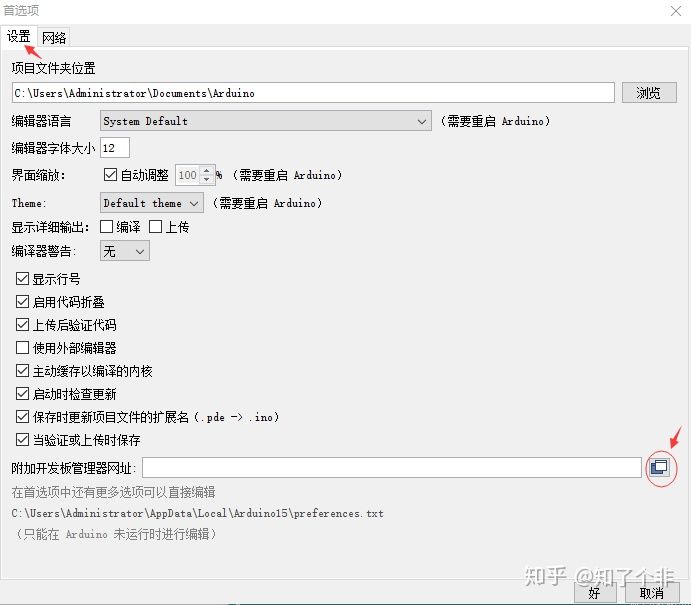 首选项
设置 网络
项目文件夹位置
C:\Users\Administrator\Documents\Arduino 浏览
编辑器语言 System Default （需要重启 Arduino）
编辑器字体大小 12
界面缩放： 自动调整 100 % （需要重启 Arduino）
Theme: Default theme （需要重启 Arduino）
显示详细输出： 编译 上传
编译器警告: 无
显示行号
启用代码折叠
上传后验证代码
使用外部编辑器
主动缓存以编译的内核
启动时检查更新
保存时更新项目文件的扩展名（.pde -> .ino）
当验证或上传时保存
附加开发板管理器网址:
在首选项中还有更多选项可以直接编辑
C:\Users\Administrator\AppData\Local\Arduino15\preferences.txt
（只能在 Arduino 未运行时进行编辑）
知乎 @知了个非
好 取消